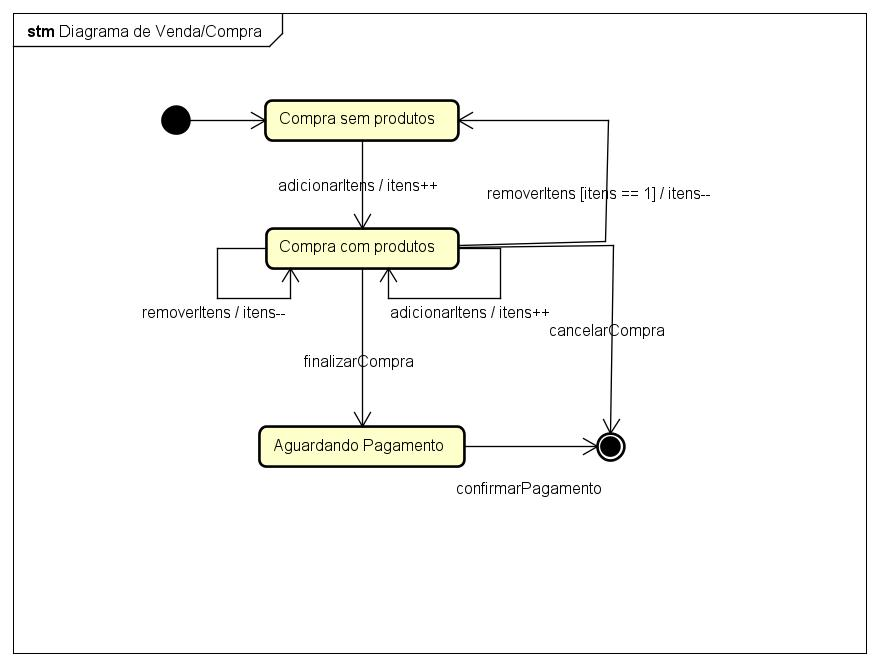 stm Diagrama de Venda/Compra
Compra sem produtos
adicionarItens / itens++
removerItens [itens == 1] / itens--
Compra com produtos
removerItens / itens--
adicionarItens / itens++
cancelarCompra
finalizarCompra
Aguardando Pagamento
confirmarPagamento